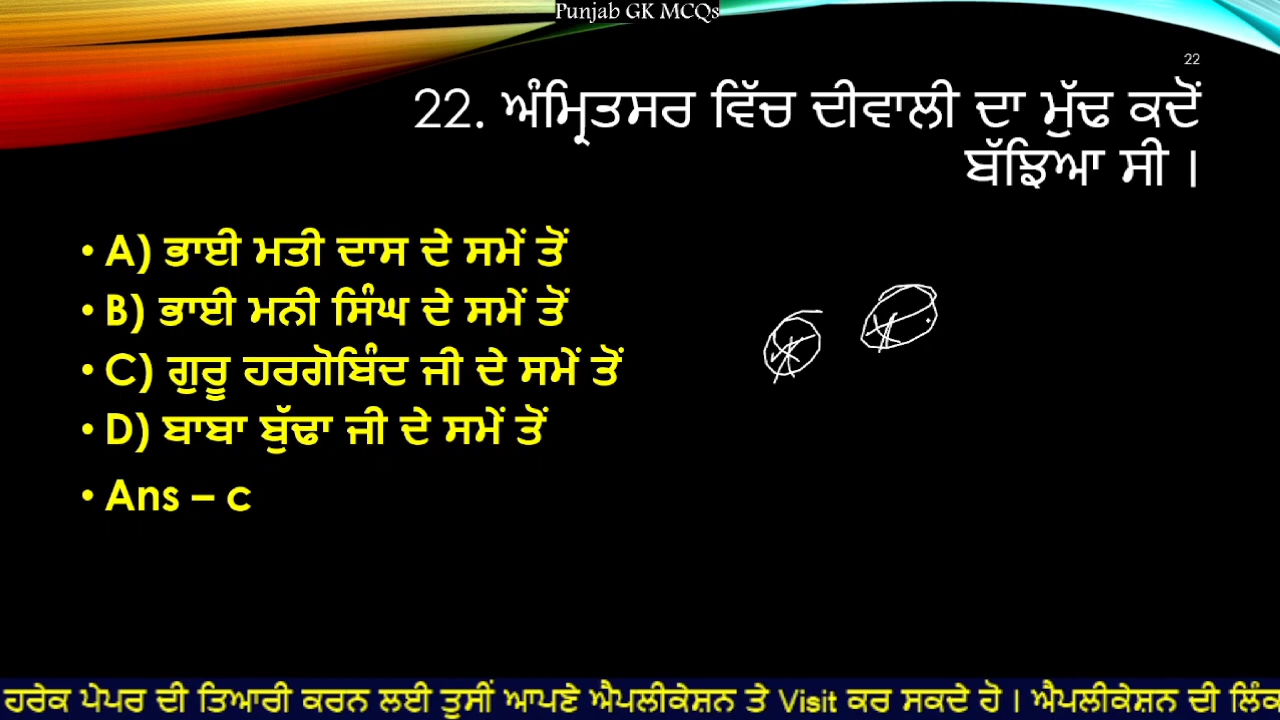 Punjab GK MCQs
22
22. ਅੰਮ੍ਰਿਤਸਰ ਵਿੱਚ ਦੀਵਾਲੀ ਦਾ ਮੁੱਢ ਕਦੋਂ
ਬੱਝਿਆ ਸੀ ।
• A) ਭਾਈ ਮਤੀ ਦਾਸ ਦੇ ਸਮੇਂ ਤੋਂ
• B) ਭਾਈ ਮਨੀ ਸਿੰਘ ਦੇ ਸਮੇਂ ਤੋਂ
• C) ਗੁਰੂ ਹਰਗੋਬਿੰਦ ਜੀ ਦੇ ਸਮੇਂ ਤੋਂ
• D) ਬਾਬਾ ਬੁੱਢਾ ਜੀ ਦੇ ਸਮੇਂ ਤੋਂ
• Ans – c
ਹਰੇਕ ਪੇਪਰ ਦੀ ਤਿਆਰੀ ਕਰਨ ਲਈ ਤੁਸੀਂ ਆਪਣੇ ਐਪਲੀਕੇਸ਼ਨ ਤੇ Visit ਕਰ ਸਕਦੇ ਹੋ । ਐਪਲੀਕੇਸ਼ਨ ਦੀ ਲਿੰਕ